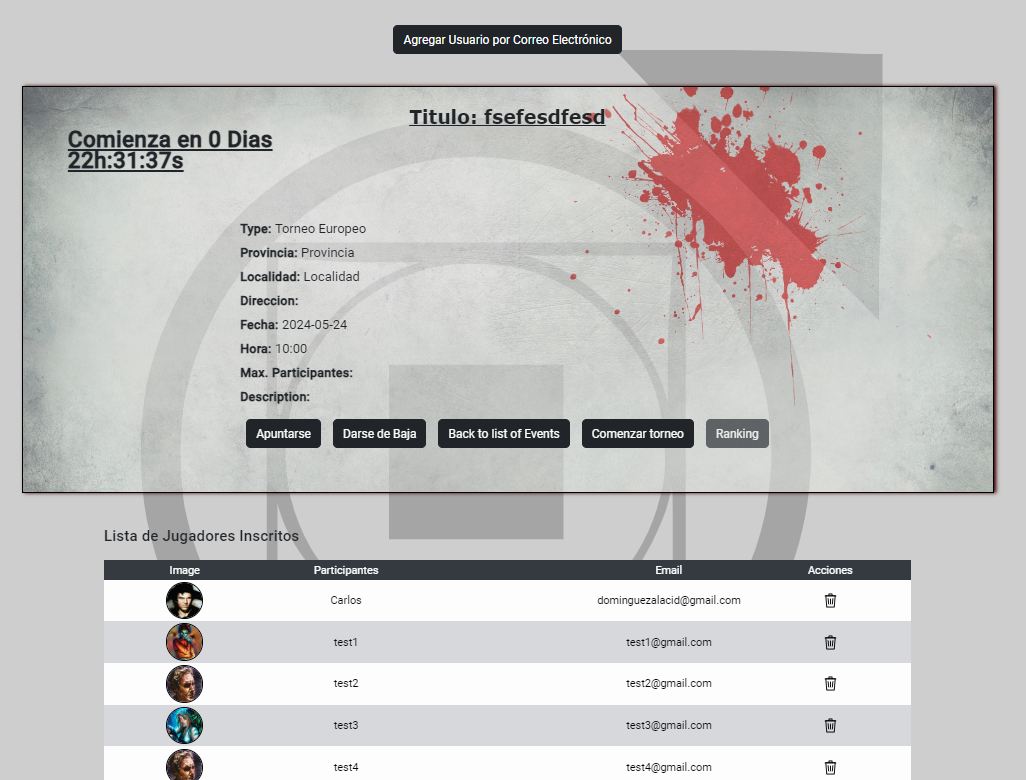 Agregar Usuario por Correo Electrónico
Titulo: fsefesdfesd
Comienza en 0 Dias
22h:31:37s
Type: Torneo Europeo
Provincia: Provincia
Localidad: Localidad
Direccion:
Fecha: 2024-05-24
Hora: 10:00
Max. Participantes:
Description:
Apuntarse Darse de Baja Back to list of Events Comenzar torneo Ranking
Lista de Jugadores Inscritos
Image Participantes Email Acciones
Carlos dominguezalacid@gmail.com
test1 test1@gmail.com
test2 test2@gmail.com
test3 test3@gmail.com
test4 test4@gmail.com